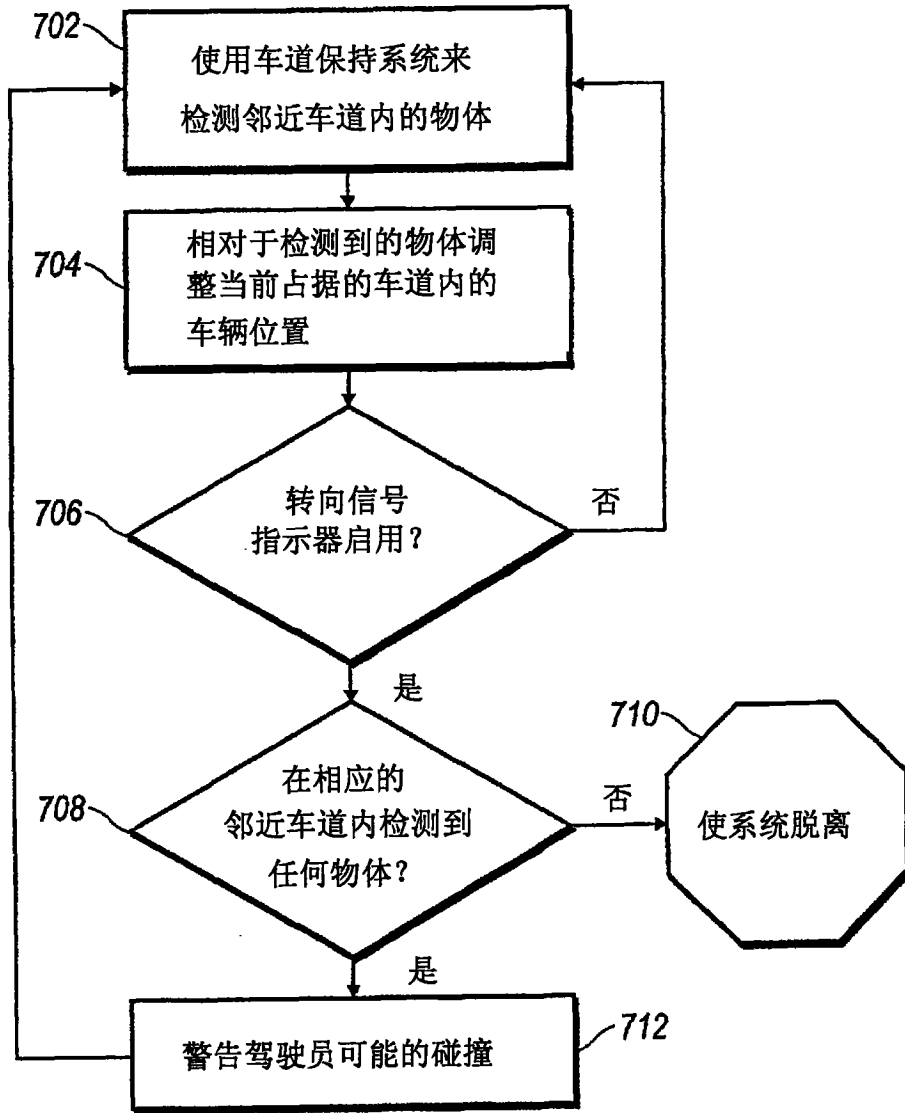 702
使用车道保持系统来
检测邻近车道内的物体
704
相对于检测到的物体调
整当前占据的车道内的
车辆位置
706
转向信号
指示器启用？
否
是
708
在相应的
邻近车道内检测到
任何物体？
否
710
使系统脱离
是
警告驾驶员可能的碰撞
712